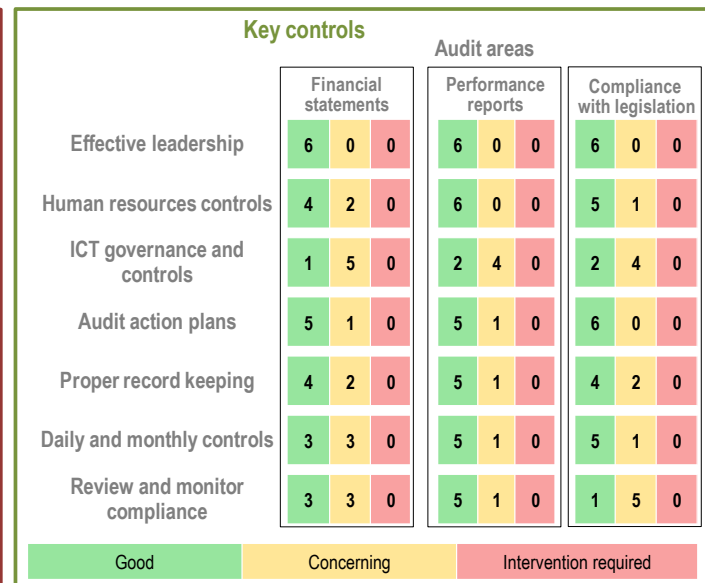 Key controls
Audit areas
Financial statements
Performance reports
Compliance with legislation
Effective leadership 6 0 0 6 0 0 6 0 0
Human resources controls 4 2 0 6 0 0 5 1 0
ICT governance and
controls 1 5 0 2 4 0 2 4 0
Audit action plans 5 1 0 5 1 0 6 0 0
Proper record keeping 4 2 0 5 1 0 4 2 0
Daily and monthly controls 3 3 0 5 1 0 5 1 0
Review and monitor
compliance 3 3 0 5 1 0 1 5 0
Good Concerning Intervention required